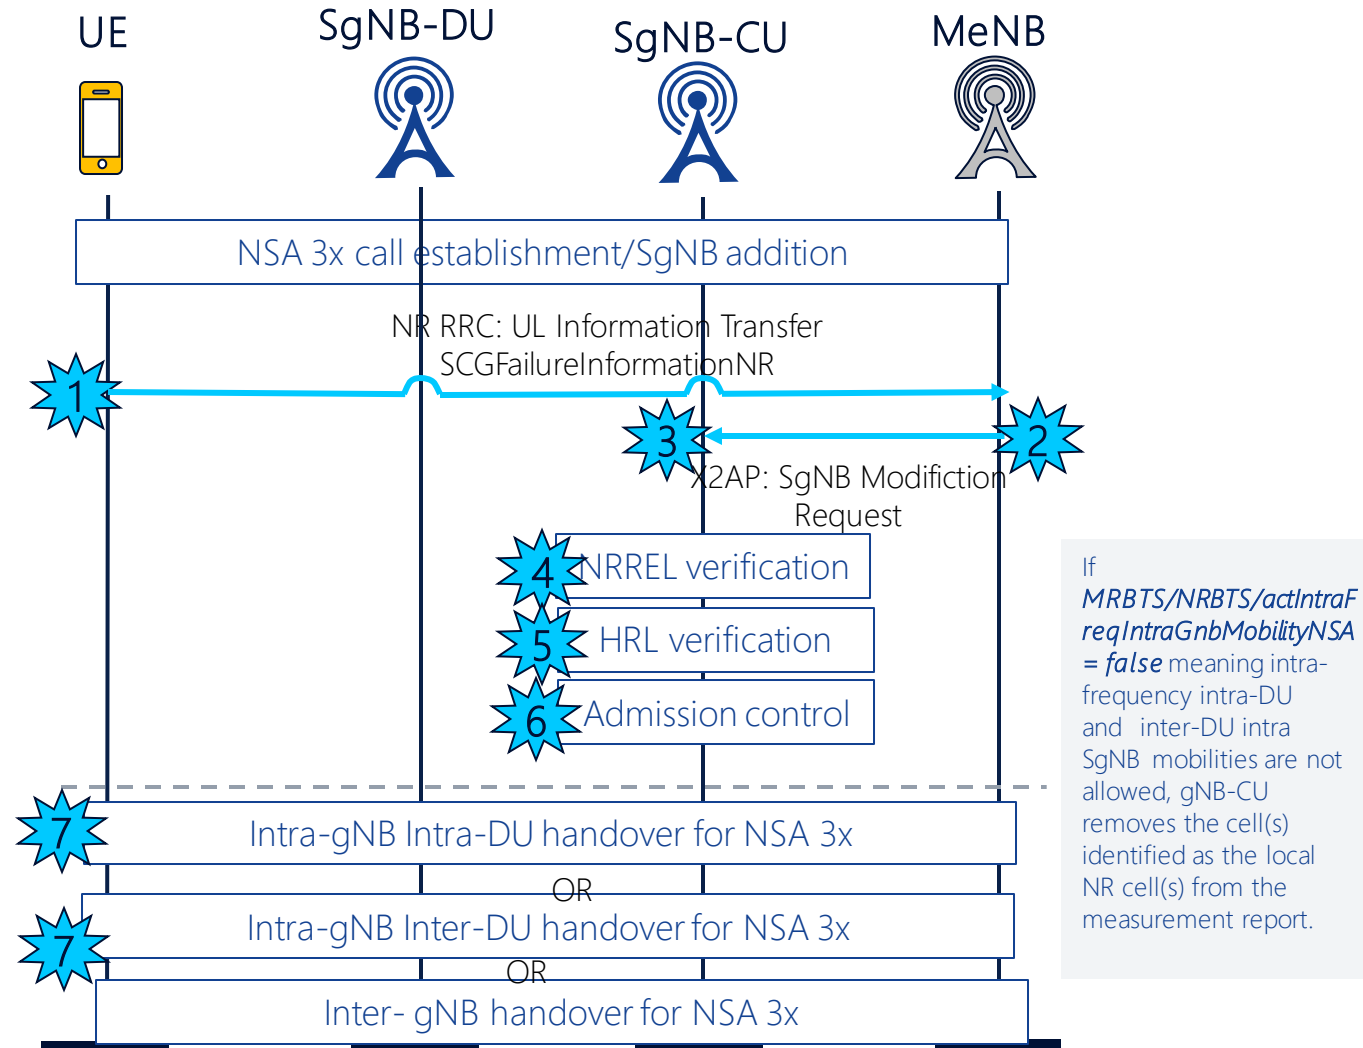 UE
SgNB-DU
SgNB-CU
MeNB
NSA 3x call establishment/SgNB addition
NR RRC: UL Information Transfer
SCGFailureInformationNR
1
2
3
X2AP: SgNB Modifiction
Request
4
NRREL verification
5
HRL verification
6
Admission control
7
Intra-gNB Intra-DU handover for NSA 3x
OR
7
Intra-gNB Inter-DU handover for NSA 3x
OR
Inter- gNB handover for NSA 3x
If
MRBTS/NRBTS/actIntraF
reqIntraGnbMobilityNSA
= false meaning intra-
frequency intra-DU
and inter-DU intra
SgNB mobilities are not
allowed, gNB-CU
removes the cell(s)
identified as the local
NR cell(s) from the
measurement report.